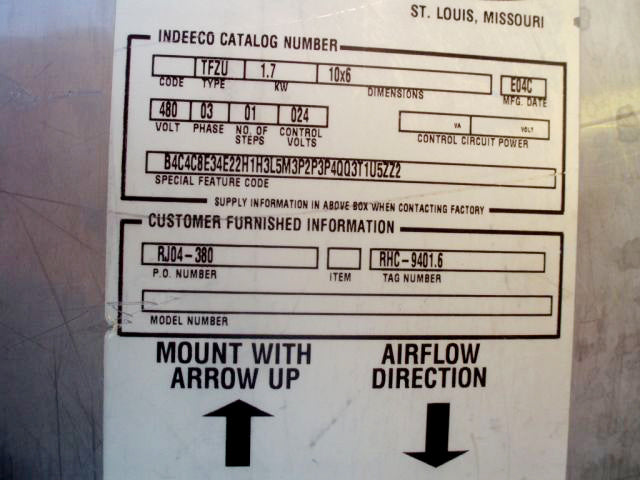 ST. LOUIS, MISSOURI
INDEECO CATALOG NUMBER
TFZU 1.7 10x6 E04C
CODE TYPE KW DIMENSIONS MFG. DATE
480 03 01 024 VA VOLT
VOLT PHASE NO. OF STEPS CONTROL VOLTS CONTROL CIRCUIT POWER
B4C4C8E34E22H1H3L5M3P2P3P4QQ3T1U5ZZ2
SPECIAL FEATURE CODE
SUPPLY INFORMATION IN ABOVE BOX WHEN CONTACTING FACTORY
CUSTOMER FURNISHED INFORMATION
RJ04-380 RHC-9401.6
P.O. NUMBER ITEM TAG NUMBER
MODEL NUMBER
MOUNT WITH AIRFLOW
ARROW UP DIRECTION